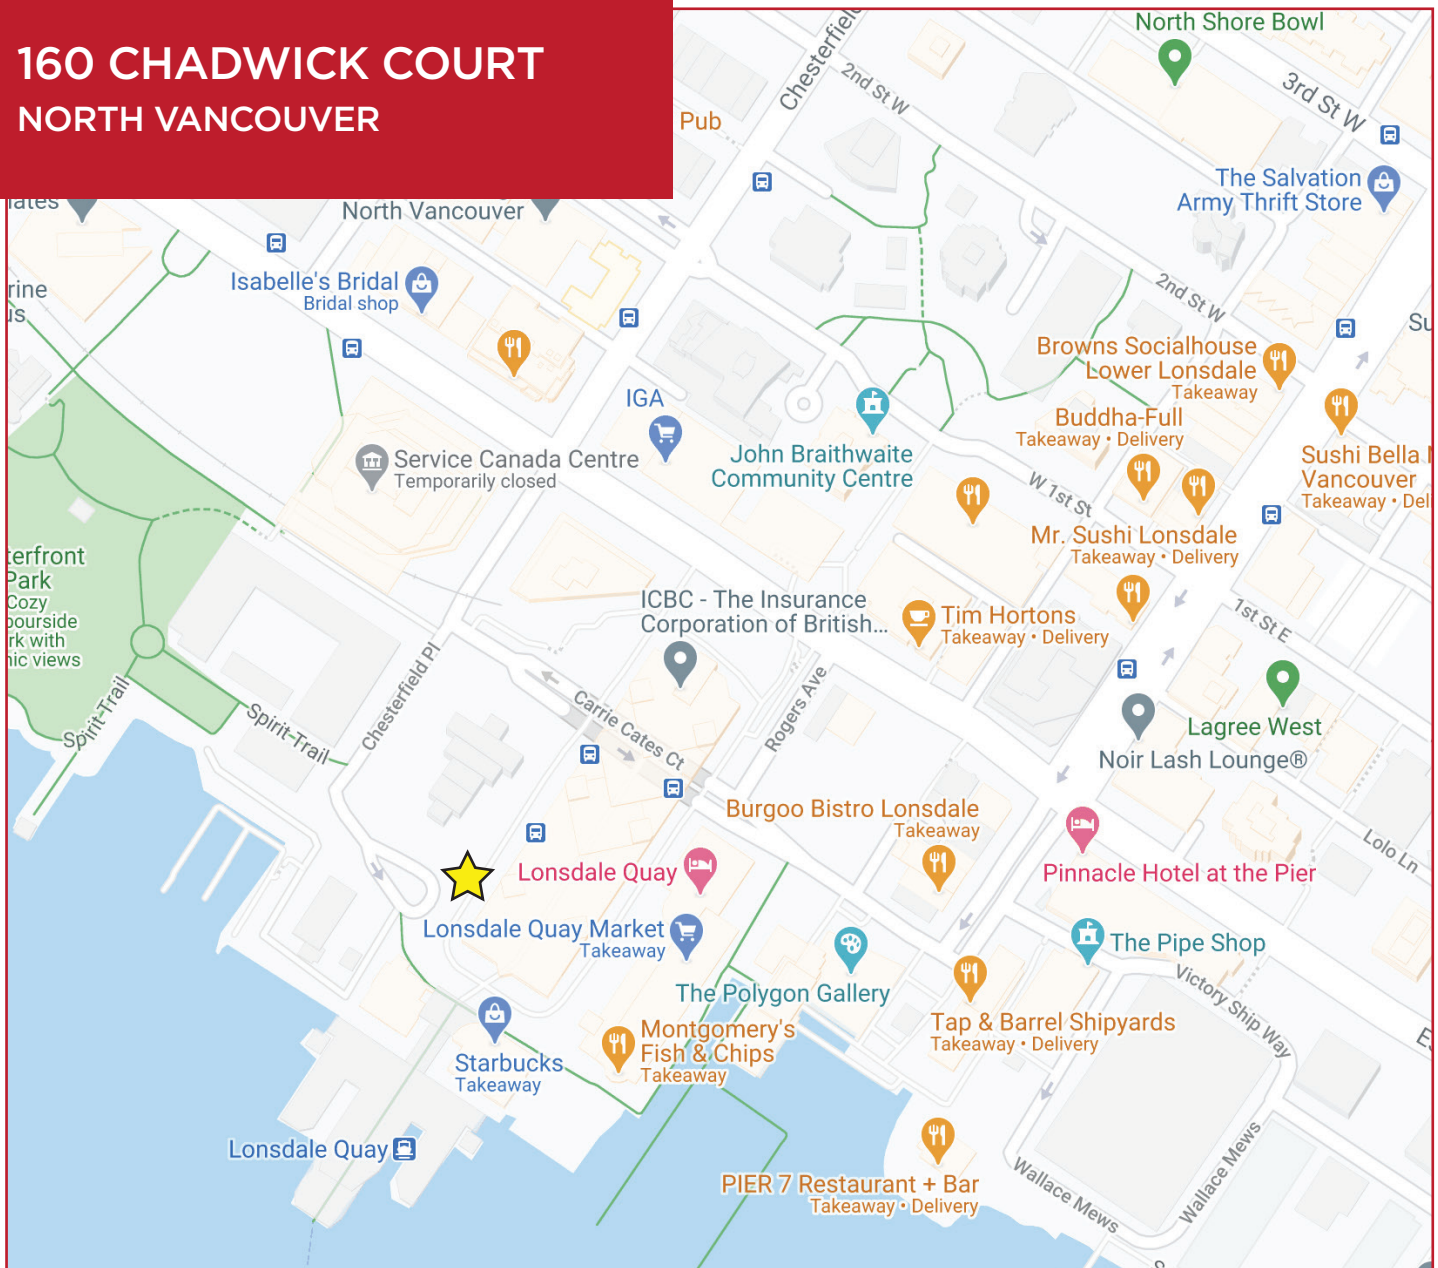 160 CHADWICK COURT
NORTH VANCOUVER
North Shore Bowl
Chesterfield
2nd St W
3rd St W
Pub
The Salvation
Army Thrift Store
North Vancouver
Isabelle's Bridal
Bridal shop
2nd St W
Browns Socialhouse
Lower Lonsdale
Takeaway
IGA
Buddha-Full
Takeaway • Delivery
John Braithwaite
Community Centre
Service Canada Centre
Temporarily closed
Sushi Bella
Vancouver
Takeaway •
W 1st St
Mr. Sushi Lonsdale
Takeaway • Delivery
Park
Cozy
rk with
ICBC - The Insurance
Corporation of British...
Tim Hortons
Takeaway • Delivery
1st St E
Chesterfield Pl
Spirit Trail
Spirit Trail
Carrie Cates Ct
Rogers Ave
Lagree West
Noir Lash Lounge®
Burgoo Bistro Lonsdale
Takeaway
Lolo Ln
Lonsdale Quay
Pinnacle Hotel at the Pier
Lonsdale Quay Market
Takeaway
The Pipe Shop
The Polygon Gallery
Victory Ship Way
Tap & Barrel Shipyards
Takeaway • Delivery
Montgomery's
Fish & Chips
Takeaway
Starbucks
Takeaway
Lonsdale Quay
PIER 7 Restaurant + Bar
Takeaway • Delivery
Wallace Mews
Wallace Mews